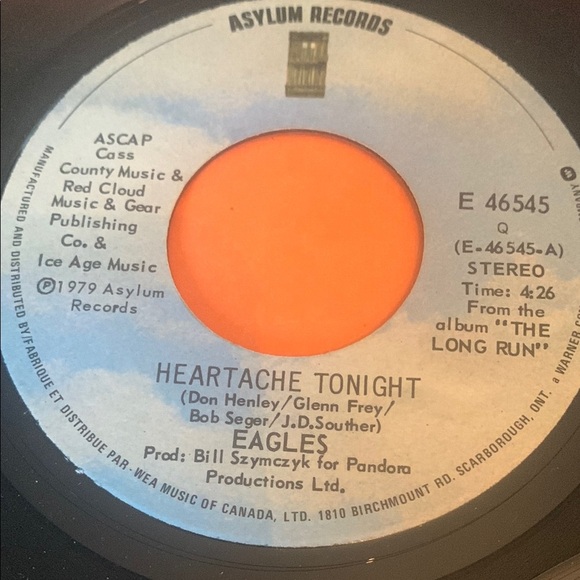 ASYLUM RECORDS
ASCAP
Cass
County Music &
Red Cloud
Music & Gear
Publishing
Co. &
Ice Age Music
℗1979 Asylum
Records
E 46545
Q
(E-46545-A)
STEREO
Time: 4:26
From the
album "THE
LONG RUN"
HEARTACHE TONIGHT
(Don Henley/Glenn Frey/
Bob Seger/J.D.Souther)
EAGLES
Prod: Bill Szymczyk for Pandora
Productions Ltd.
MANUFACTURED AND DISTRIBUTED BY/FABRIQUE ET DISTRIBUE PAR-WEA MUSIC OF CANADA, LTD. 1810 BIRCHMOUNT RD. SCARBOROUGH, ONT. a WARNER